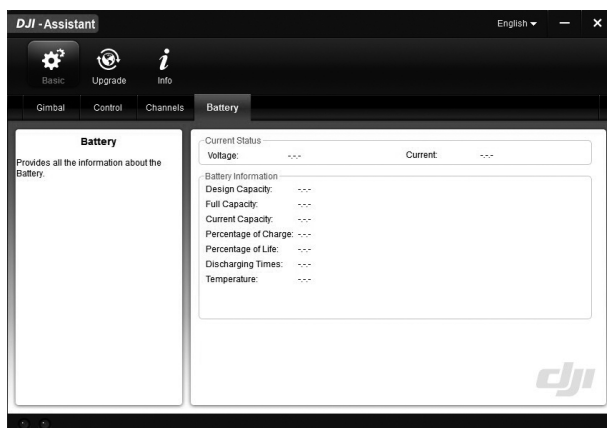 DJI - Assistant
English
Basic
Upgrade
Info
Gimbal
Control
Channels
Battery
Battery
Provides all the information about the
Battery.
Current Status
Voltage: -.-.- Current: -.-.-
Battery Information
Design Capacity: -.-.-
Full Capacity: -.-.-
Current Capacity: -.-.-
Percentage of Charge: -.-.-
Percentage of Life: -.-.-
Discharging Times: -.-.-
Temperature: -.-.-
dji